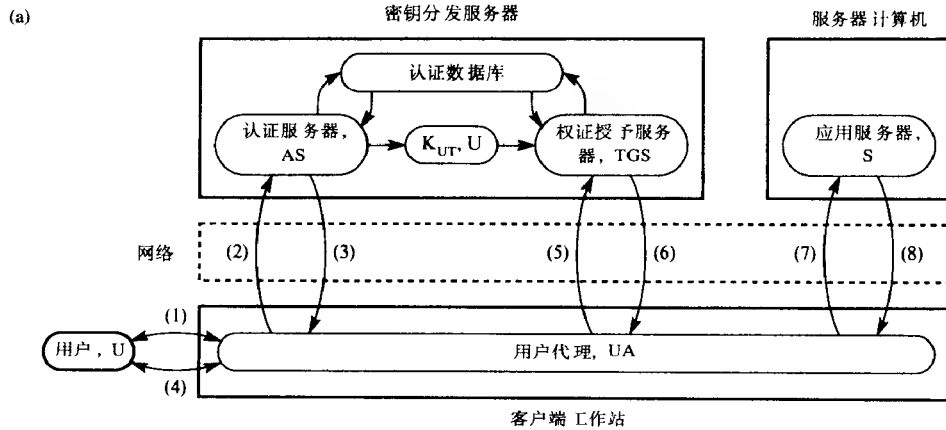 (a)
密钥分发服务器
服务器计算机
认证数据库
认证服务器，
AS
K_UT, U
权证授予服务
器，TGS
应用服务器，
S
网络
(2)
(3)
(5)
(6)
(7)
(8)
(1)
用户，U
(4)
用户代理, UA
客户端工作站